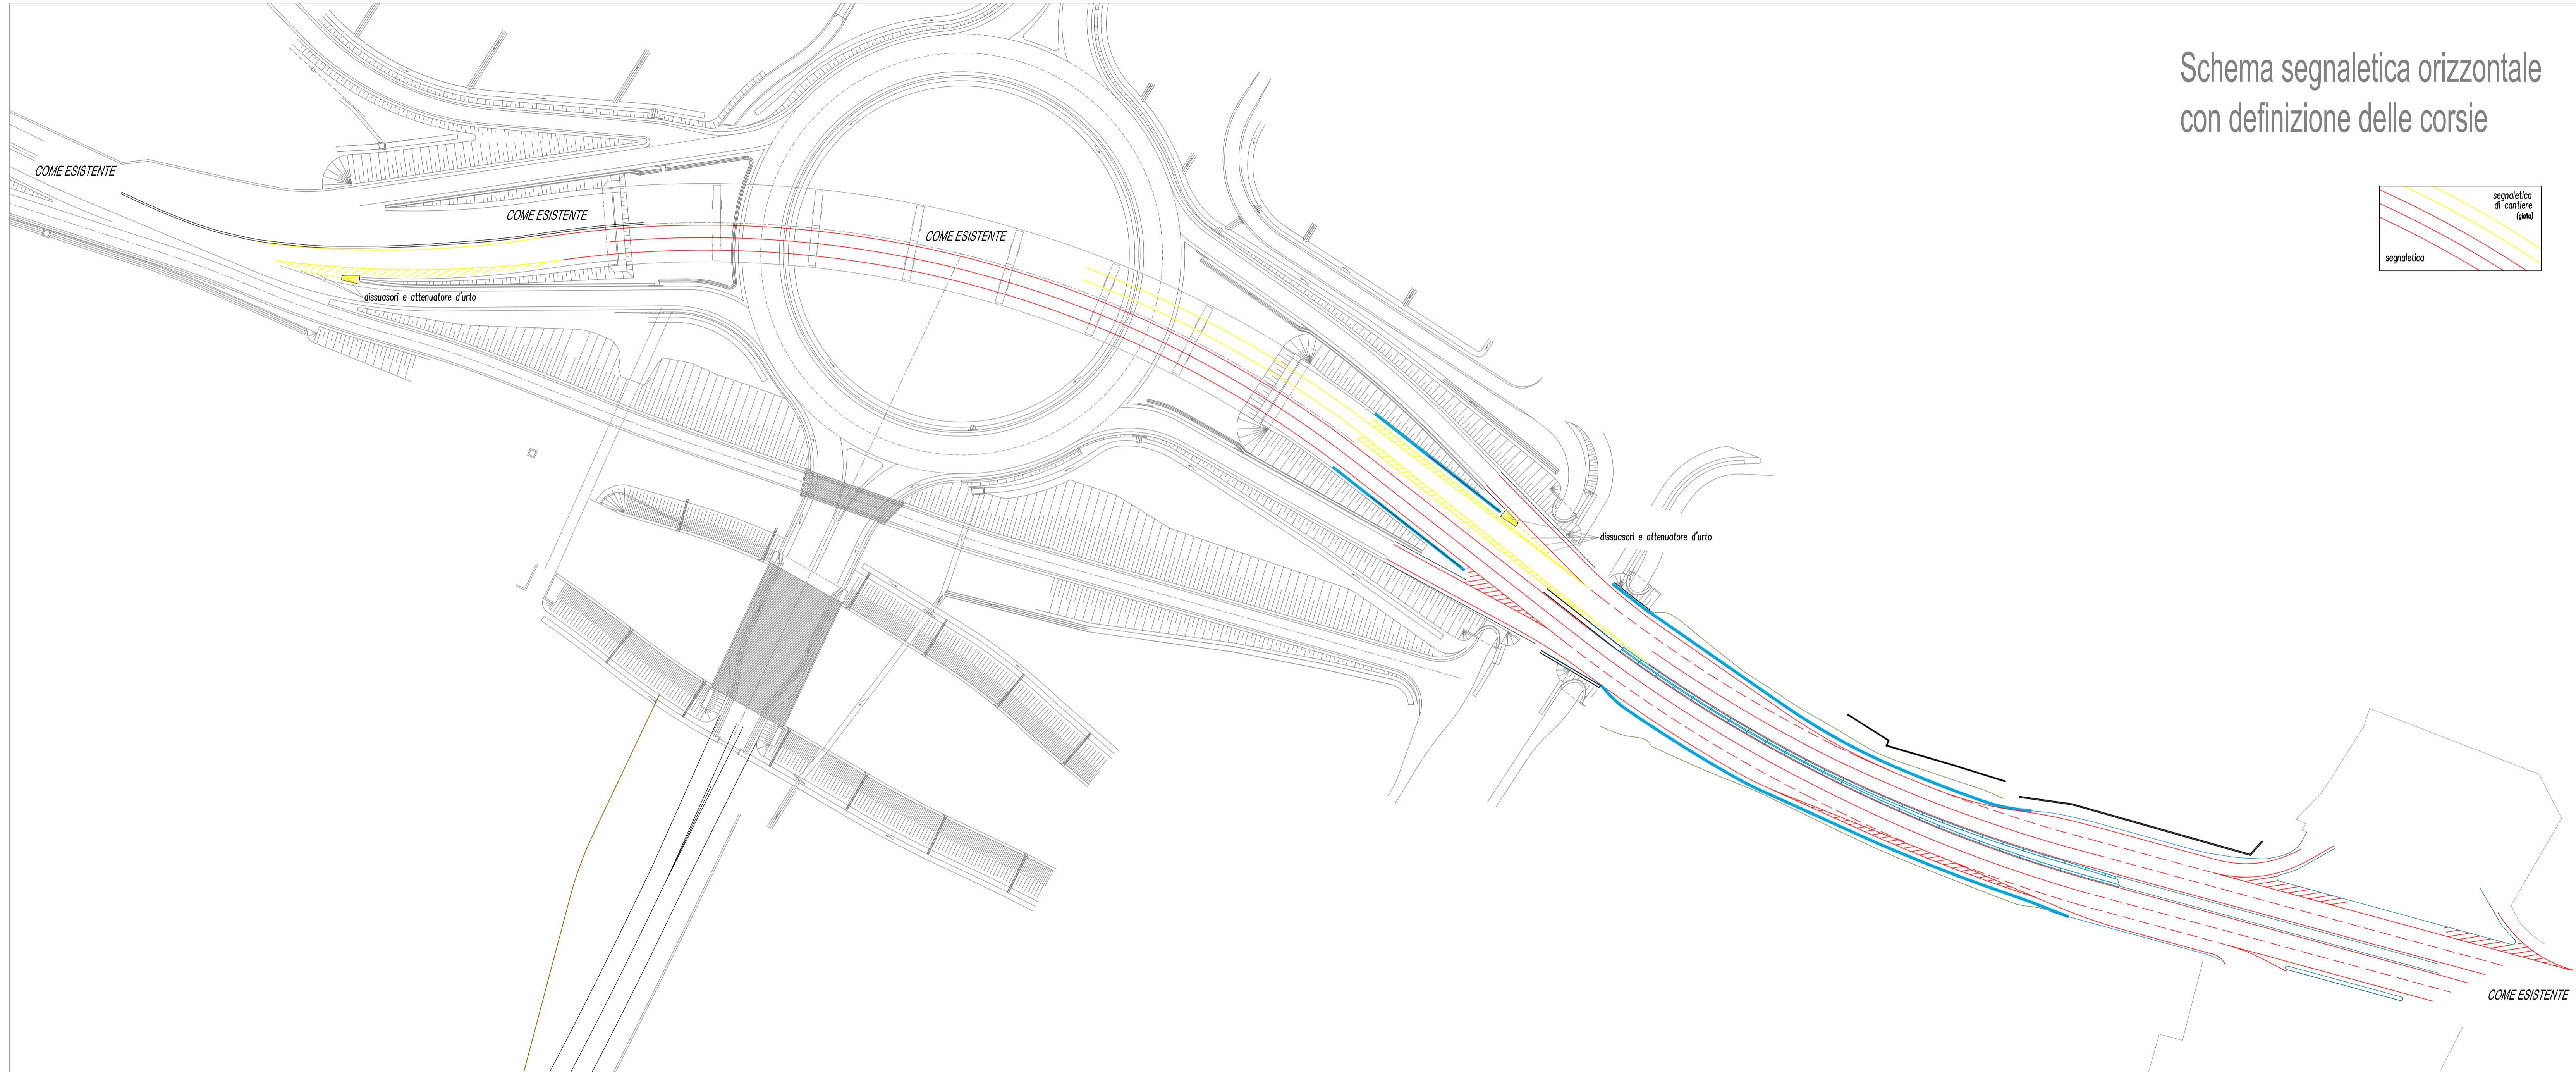 Schema segnaletica orizzontale
con definizione delle corsie
COME ESISTENTE
segnaletica
di cantiere
(giallo)
segnaletica
COME ESISTENTE
COME ESISTENTE
dissuasori e attenuatore d'urto
dissuasori e attenuatore d'urto
COME ESISTENTE